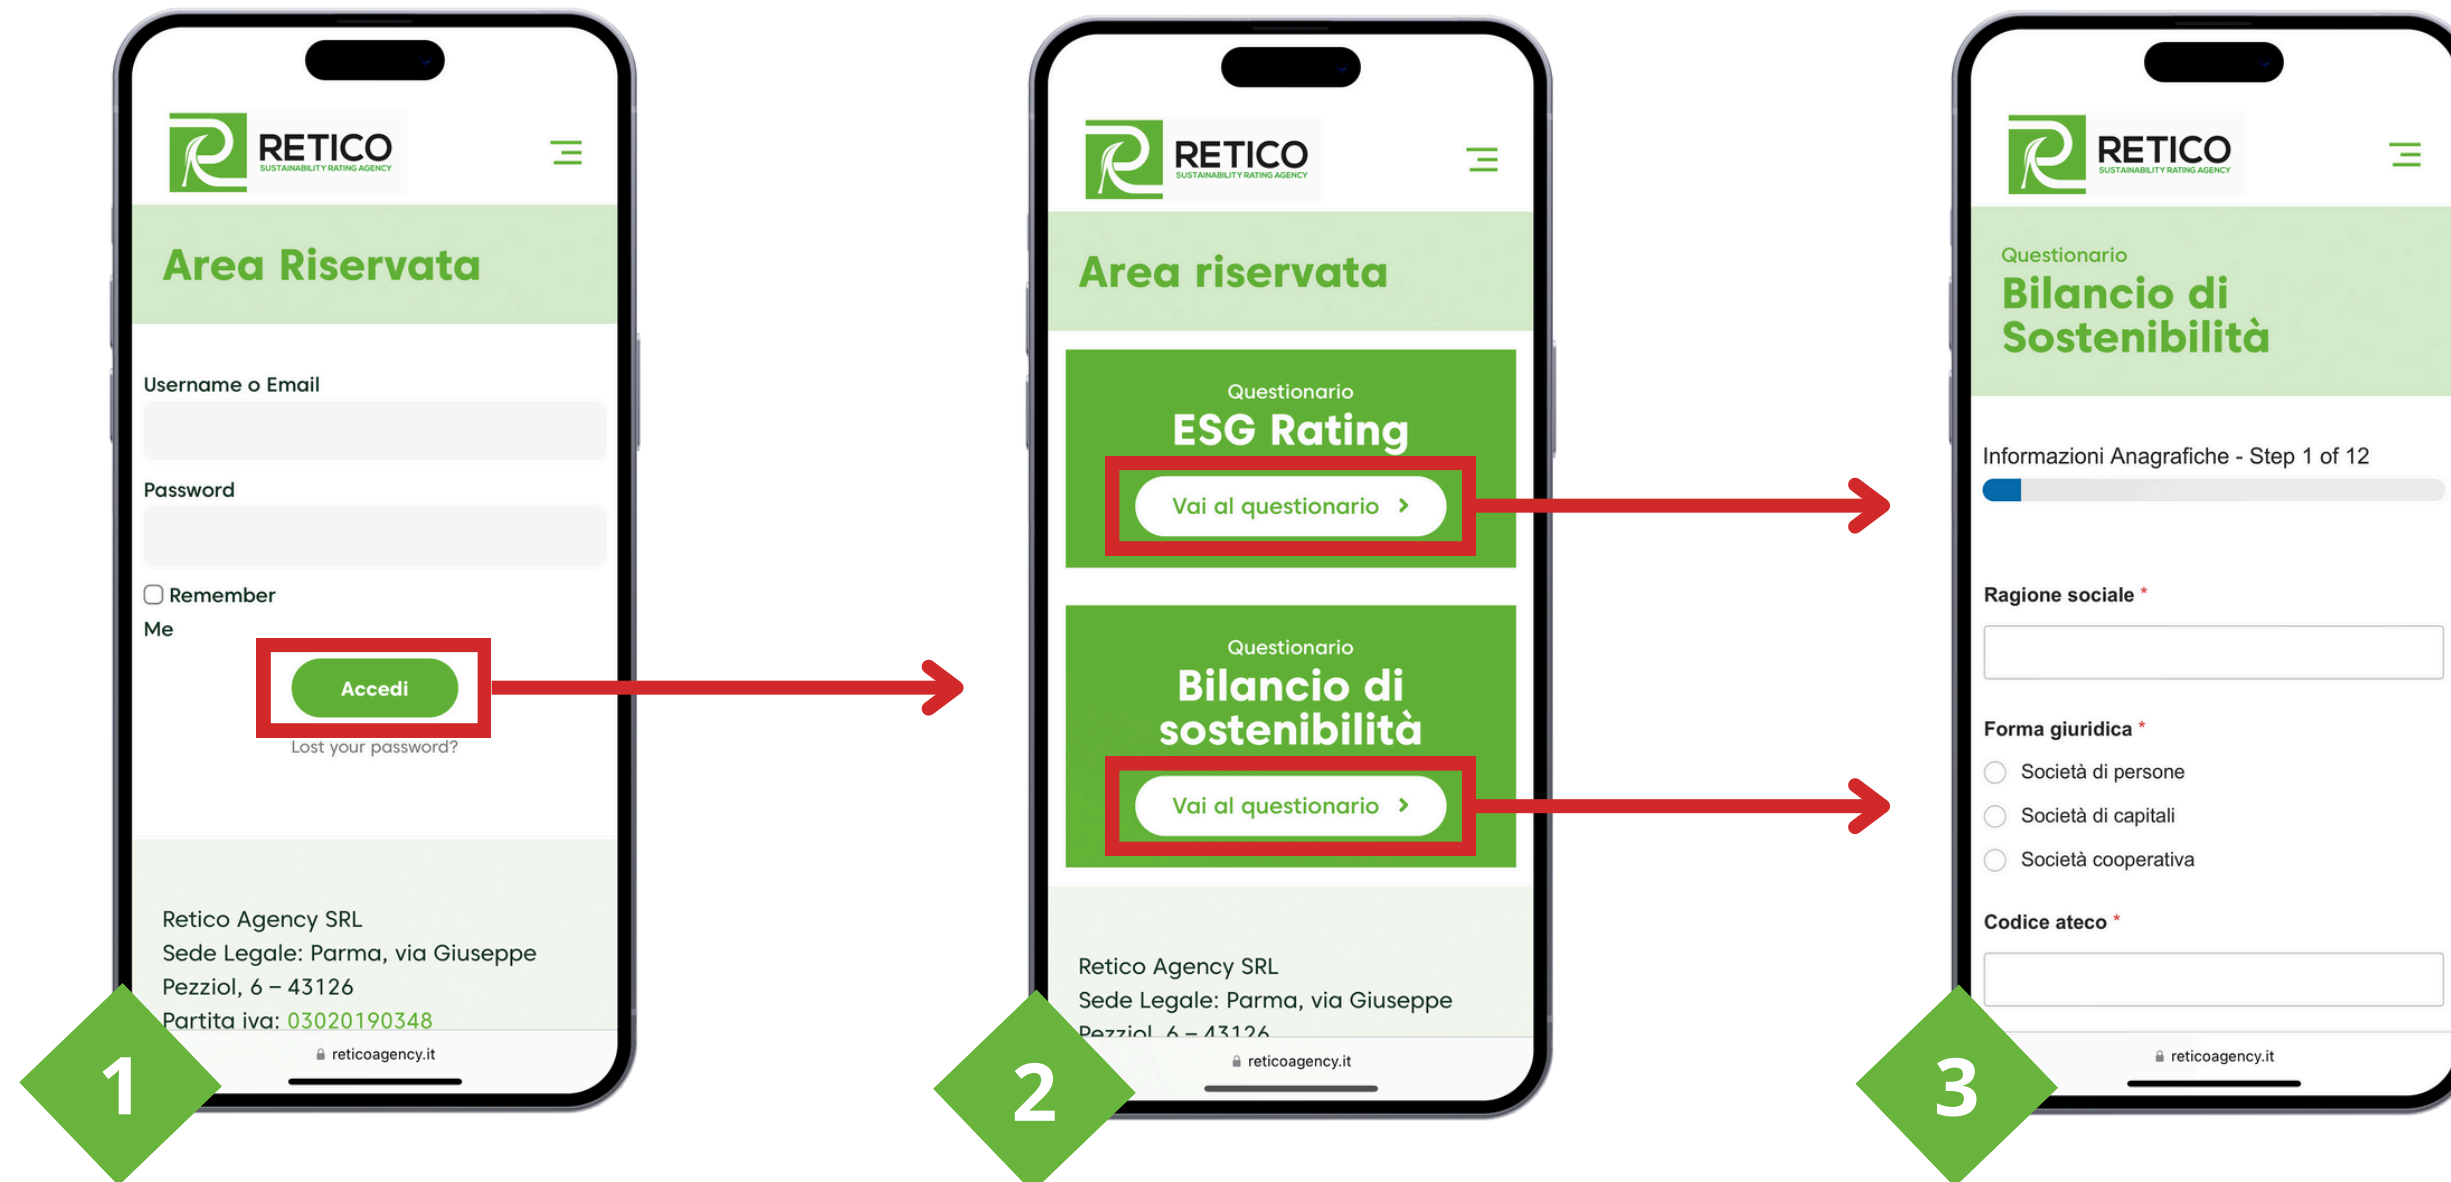 RETICO
SUSTAINABILITY RATING AGENCY
Area Riservata
Username o Email
Password
Remember
Me
Accedi
Lost your password?
Retico Agency SRL
Sede Legale: Parma, via Giuseppe
Pezziol, 6 – 43126
Partita iva: 03020190348
reticoagency.it
1
RETICO
SUSTAINABILITY RATING AGENCY
Area riservata
Questionario
ESG Rating
Vai al questionario
Questionario
Bilancio di
sostenibilità
Vai al questionario
Retico Agency SRL
Sede Legale: Parma, via Giuseppe
Pezziol, 6 – 43126
reticoagency.it
2
RETICO
SUSTAINABILITY RATING AGENCY
Questionario
Bilancio di
Sostenibilità
Informazioni Anagrafiche - Step 1 of 12
Ragione sociale *
Forma giuridica *
Società di persone
Società di capitali
Società cooperativa
Codice ateco *
reticoagency.it
3